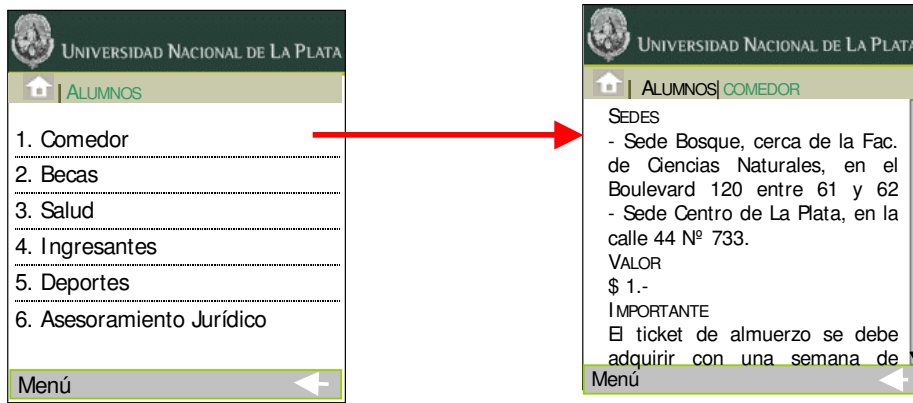 UNIVERSIDAD NACIONAL DE LA PLATA
| ALUMNOS
1. Comedor
2. Becas
3. Salud
4. Ingresantes
5. Deportes
6. Asesoramiento Jurídico
Menú
UNIVERSIDAD NACIONAL DE LA PLATA
| ALUMNOS| COMEDOR
SEDES
- Sede Bosque, cerca de la Fac.
de Ciencias Naturales, en el
Boulevard 120 entre 61 y 62
- Sede Centro de La Plata, en la
calle 44 Nº 733.
VALOR
$ 1.-
IMPORTANTE
El ticket de almuerzo se debe
adquirir con una semana de
Menú